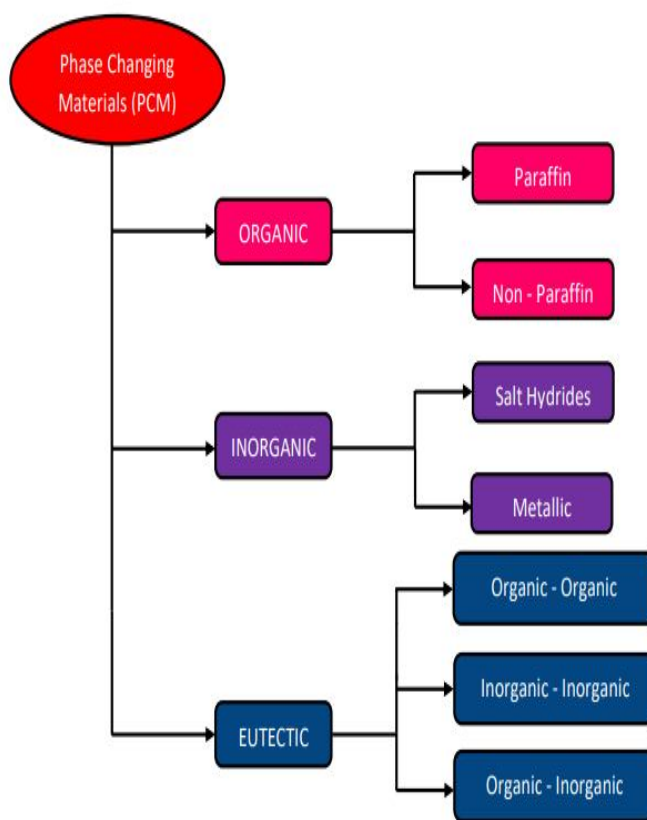 Phase Changing
Materials (PCM)
ORGANIC
Paraffin
Non - Paraffin
INORGANIC
Salt Hydrides
Metallic
EUTECTIC
Organic - Organic
Inorganic - Inorganic
Organic - Inorganic